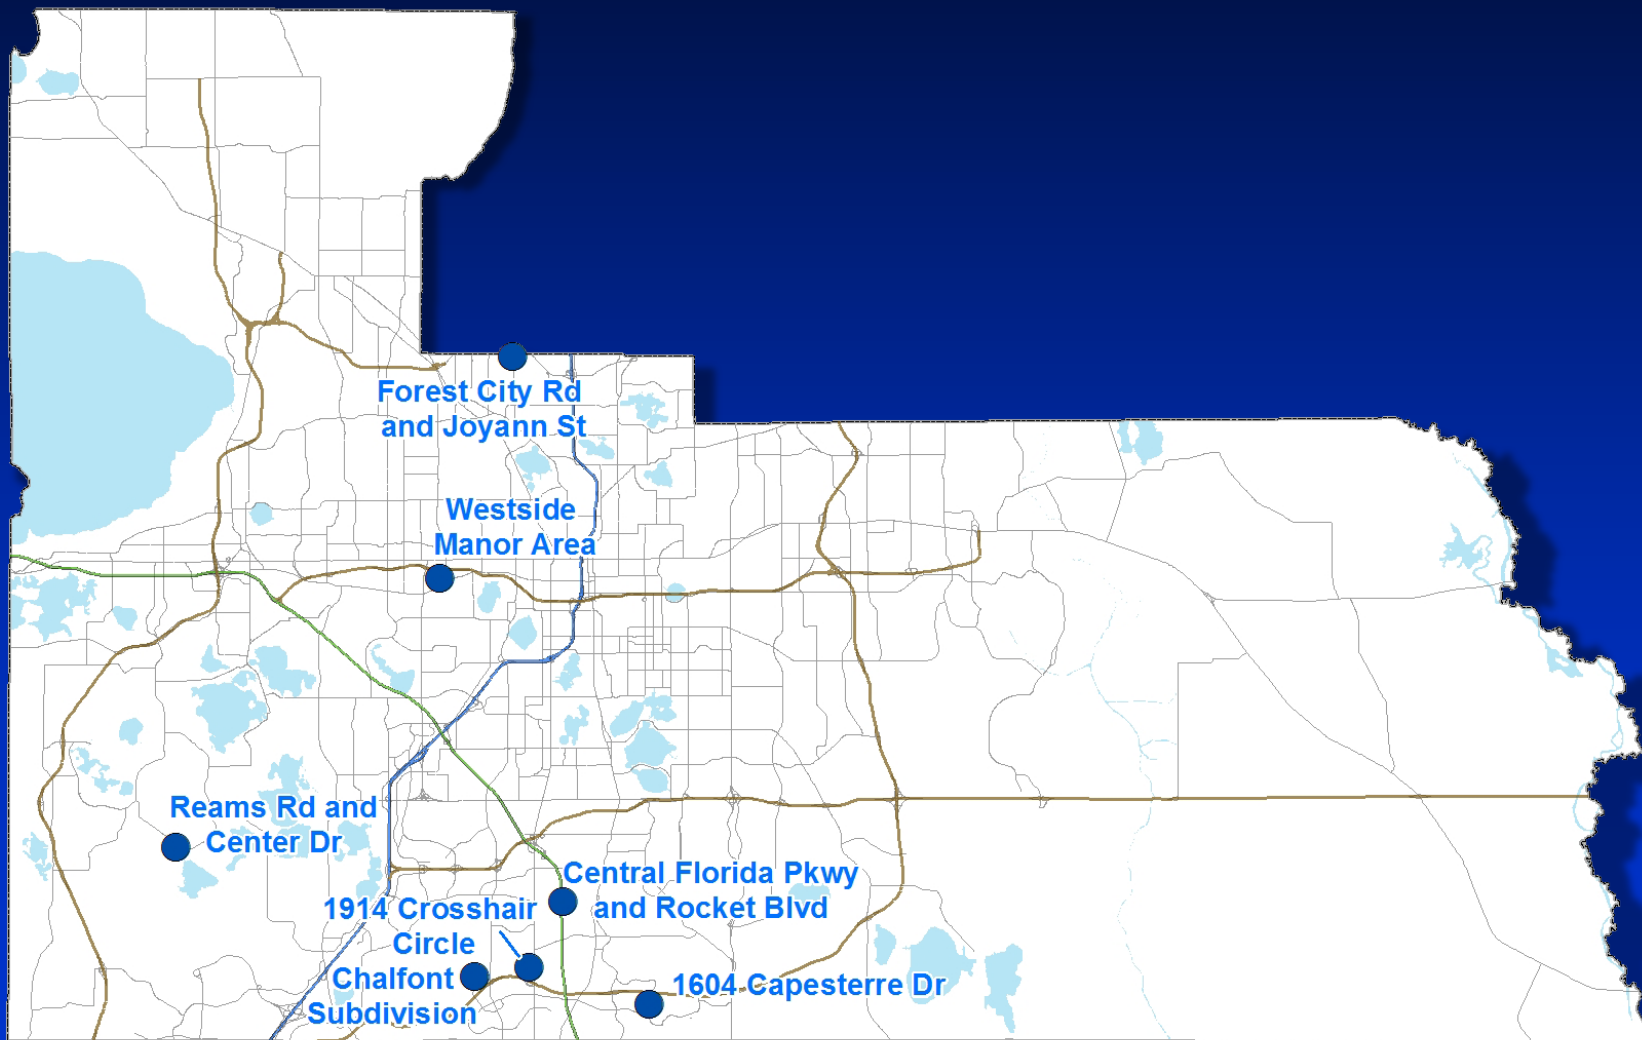 Forest City Rd
and Joyann St
Westside
Manor Area
Reams Rd and
Center Dr
Central Florida Pkwy
and Rocket Blvd
1914 Crosshair
Circle
Chalfont
Subdivision
1604 Capesterre Dr